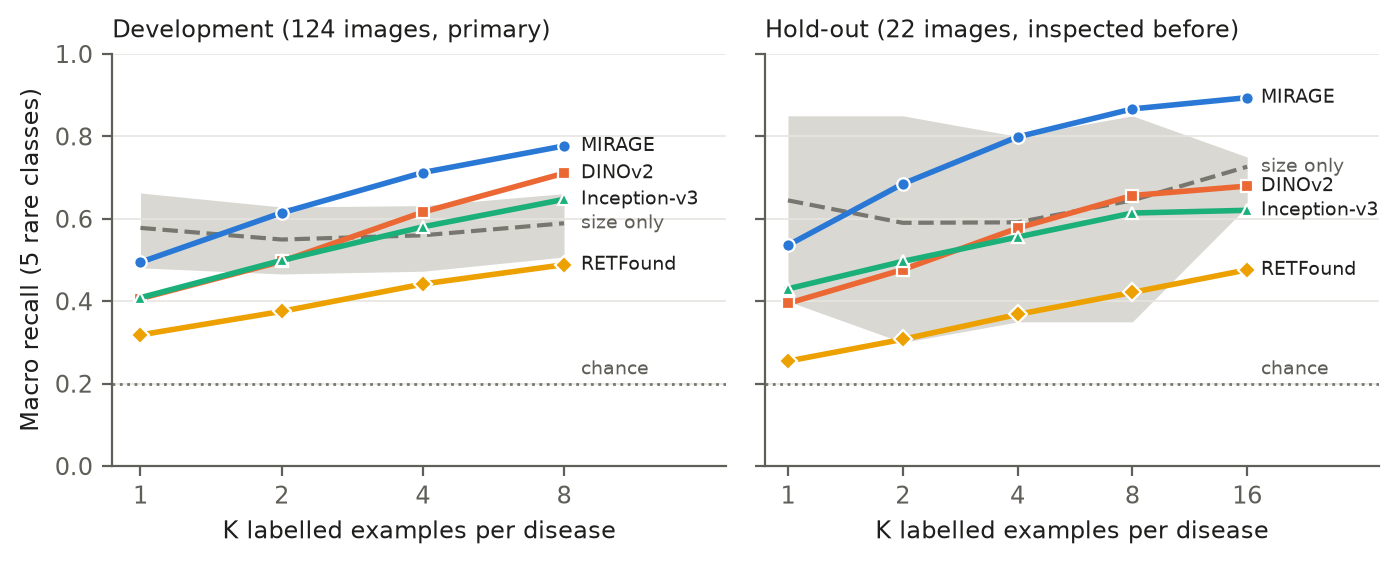 Development (124 images, primary)
Hold-out (22 images, inspected before)
Macro recall (5 rare classes)
1.0
0.8
0.6
0.4
0.2
0.0
MIRAGE
DINOv2
Inception-v3
size only
RETFound
chance
1
2
4
8
K labelled examples per disease
MIRAGE
size only
DINOv2
Inception-v3
RETFound
chance
1
2
4
8
16
K labelled examples per disease